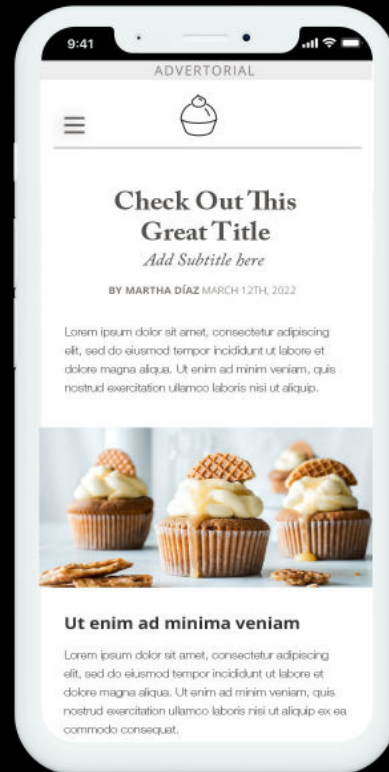 9:41
ADVERTORIAL
Check Out This
Great Title
Add Subtitle here
BY MARTHA DÍAZ MARCH 12TH, 2022
Lorem ipsum dolor sit amet, consectetur adipiscing
elit, sed do eiusmod tempor incididunt ut labore et
dolore magna aliqua. Ut enim ad minim veniam, quis
nostrud exercitation ullamco laboris nisi ut aliquip.
Ut enim ad minima veniam
Lorem ipsum dolor sit amet, consectetur adipiscing
elit, sed do eiusmod tempor incididunt ut labore et
dolore magna aliqua. Ut enim ad minim veniam, quis
nostrud exercitation ullamco laboris nisi ut aliquip ex ea
commodo consequat.